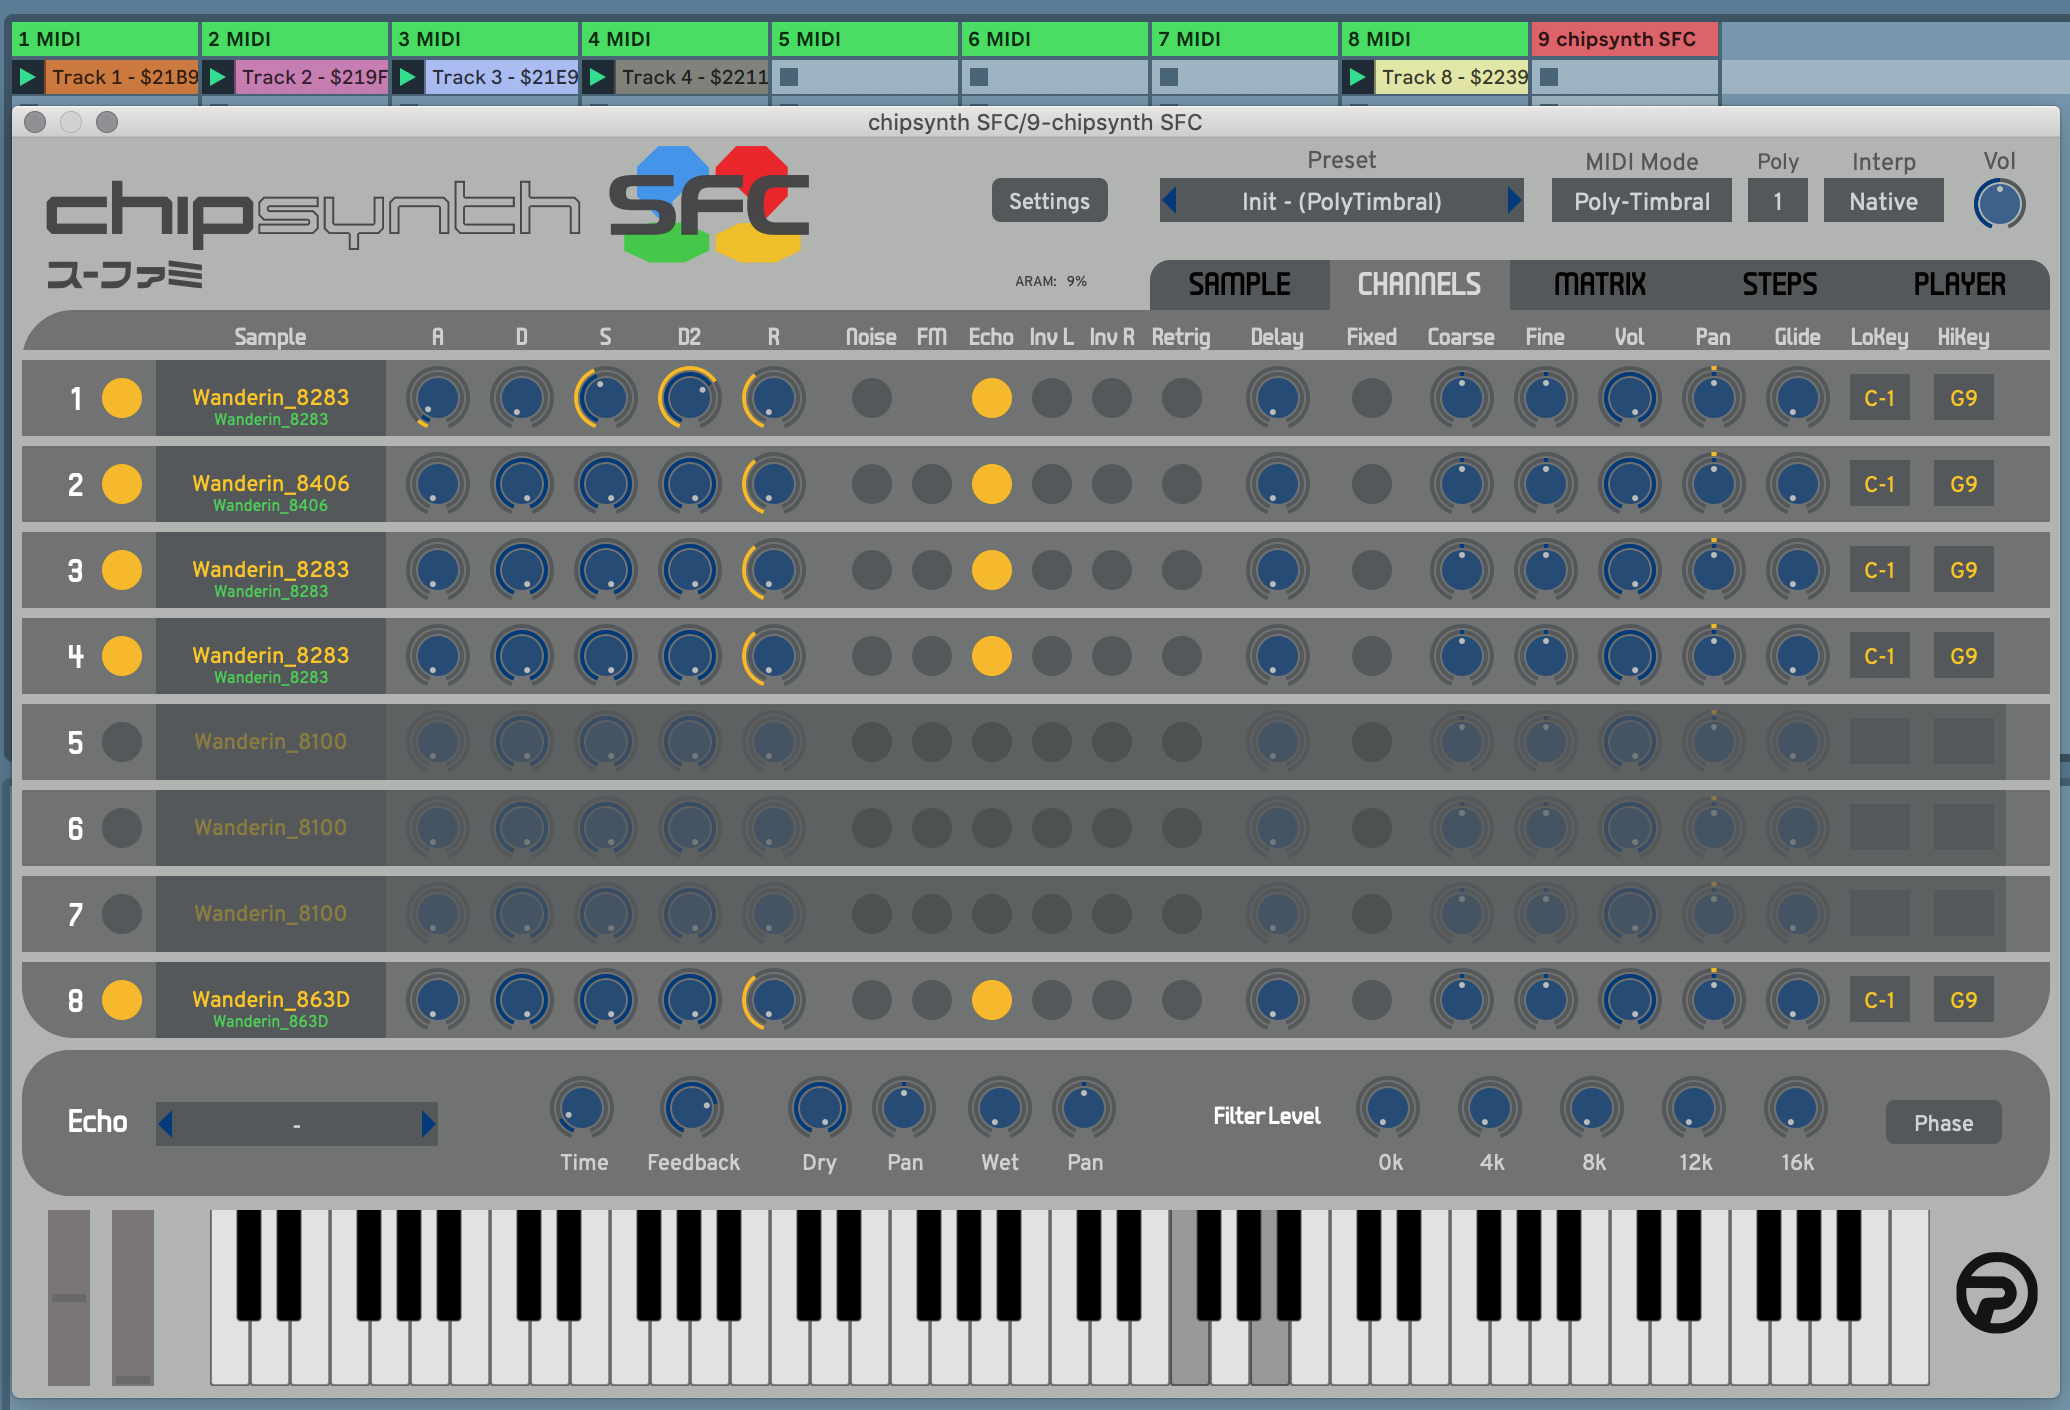 1 MIDI 2 MIDI 3 MIDI 4 MIDI 5 MIDI 6 MIDI 7 MIDI 8 MIDI 9 chipsynth SFC
Track 1 - $21B9 Track 2 - $219F Track 3 - $21E9 Track 4 - $2211 Track 8 - $2239
chipsynth SFC/9-chipsynth SFC
Preset MIDI Mode Poly Interp Vol
chipsynth SFC
Settings Init - (PolyTimbral) Poly-Timbral 1 Native
スーファミ
ARAM: 9%
SAMPLE CHANNELS MATRIX STEPS PLAYER
Sample A D S D2 R Noise FM Echo Inv L Inv R Retrig Delay Fixed Coarse Fine Vol Pan Glide LoKey HiKey
1 Wanderin_8283 C-1 G9
Wanderin_8283
2 Wanderin_8406 C-1 G9
Wanderin_8406
3 Wanderin_8283 C-1 G9
Wanderin_8283
4 Wanderin_8283 C-1 G9
Wanderin_8283
5 Wanderin_8100
6 Wanderin_8100
7 Wanderin_8100
8 Wanderin_863D C-1 G9
Wanderin_863D
Echo - Filter Level Phase
Time Feedback Dry Pan Wet Pan 0k 4k 8k 12k 16k